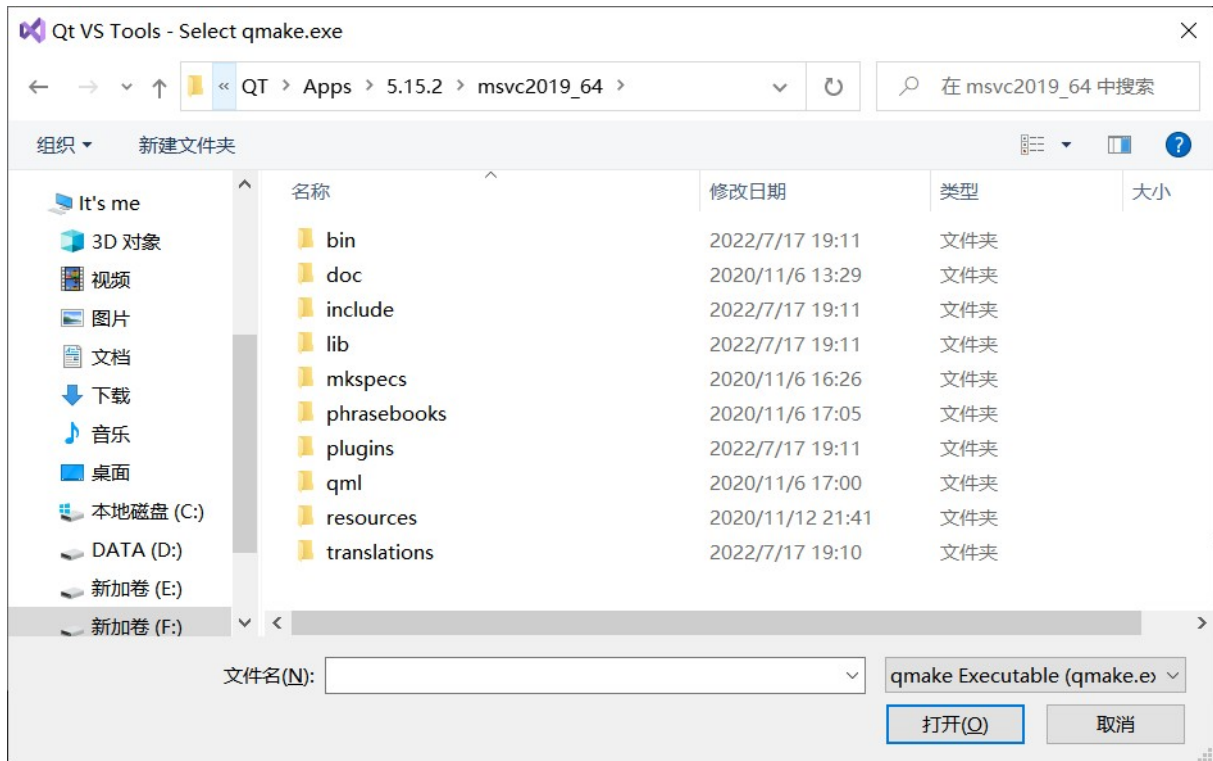 Qt VS Tools - Select qmake.exe
« QT > Apps > 5.15.2 > msvc2019_64 >
在 msvc2019_64 中搜索
组织 新建文件夹
名称 修改日期 类型 大小
It's me
3D 对象
视频
图片
文档
下载
音乐
桌面
本地磁盘 (C:)
DATA (D:)
新加卷 (E:)
新加卷 (F:)
bin 2022/7/17 19:11 文件夹
doc 2020/11/6 13:29 文件夹
include 2022/7/17 19:11 文件夹
lib 2022/7/17 19:11 文件夹
mkspecs 2020/11/6 16:26 文件夹
phrasebooks 2020/11/6 17:05 文件夹
plugins 2022/7/17 19:11 文件夹
qml 2020/11/6 17:00 文件夹
resources 2020/11/12 21:41 文件夹
translations 2022/7/17 19:10 文件夹
文件名(N):
qmake Executable (qmake.ex
打开(O) 取消